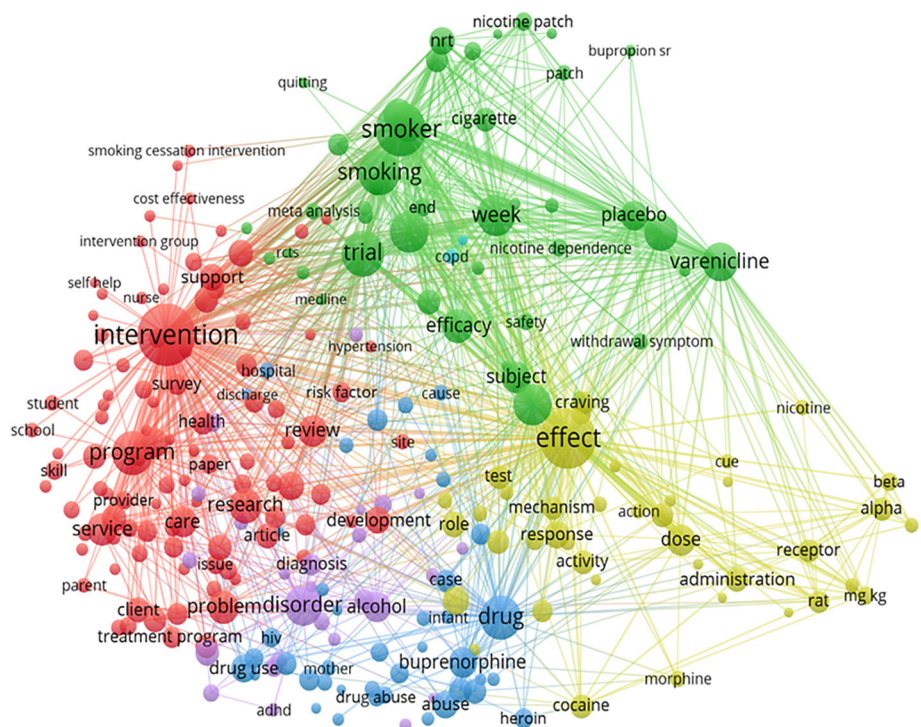 nicotine patch
nrt
bupropion sr
patch
quitting
cigarette
smoker
smoking cessation intervention
smoking
cost effectiveness
end
meta analysis
week
placebo
intervention group
rcts
trial
nicotine dependence
copd
varenicline
support
self help
nurse
medline
intervention
efficacy
safety
hypertension
withdrawal symptom
hospital
survey
subject
discharge
risk factor
cause
student
craving
nicotine
health
school
review
site
effect
program
paper
skill
test
cue
beta
provider
research
mechanism
action
alpha
service
care
development
role
article
response
dose
receptor
issue
diagnosis
activity
parent
case
administration
client
problem
disorder
alcohol
infant
drug
rat
mg kg
treatment program
hiv
drug use
mother
buprenorphine
morphine
drug abuse
abuse
cocaine
adhd
heroin